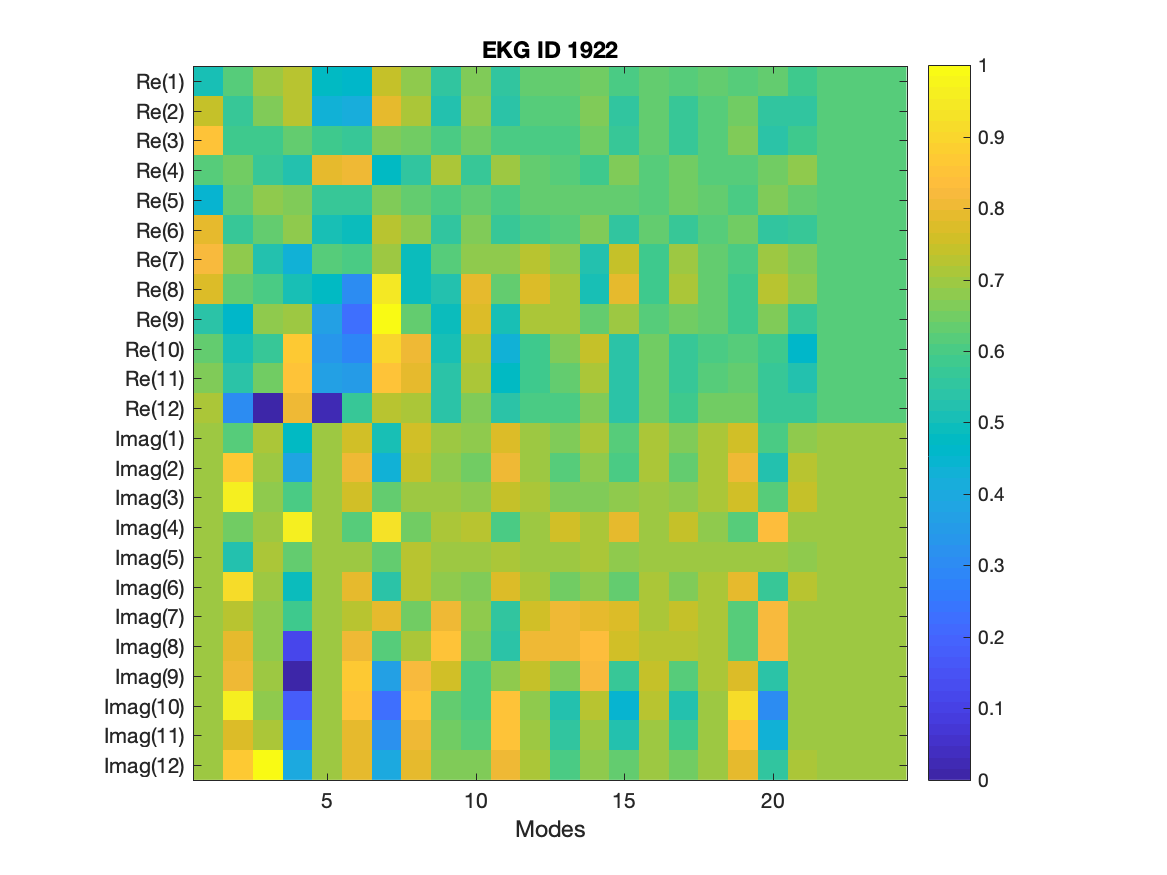 EKG ID 1922
Re(1)
Re(2)
Re(3)
Re(4)
Re(5)
Re(6)
Re(7)
Re(8)
Re(9)
Re(10)
Re(11)
Re(12)
Imag(1)
Imag(2)
Imag(3)
Imag(4)
Imag(5)
Imag(6)
Imag(7)
Imag(8)
Imag(9)
Imag(10)
Imag(11)
Imag(12)
5 10 15 20
Modes
1
0.9
0.8
0.7
0.6
0.5
0.4
0.3
0.2
0.1
0